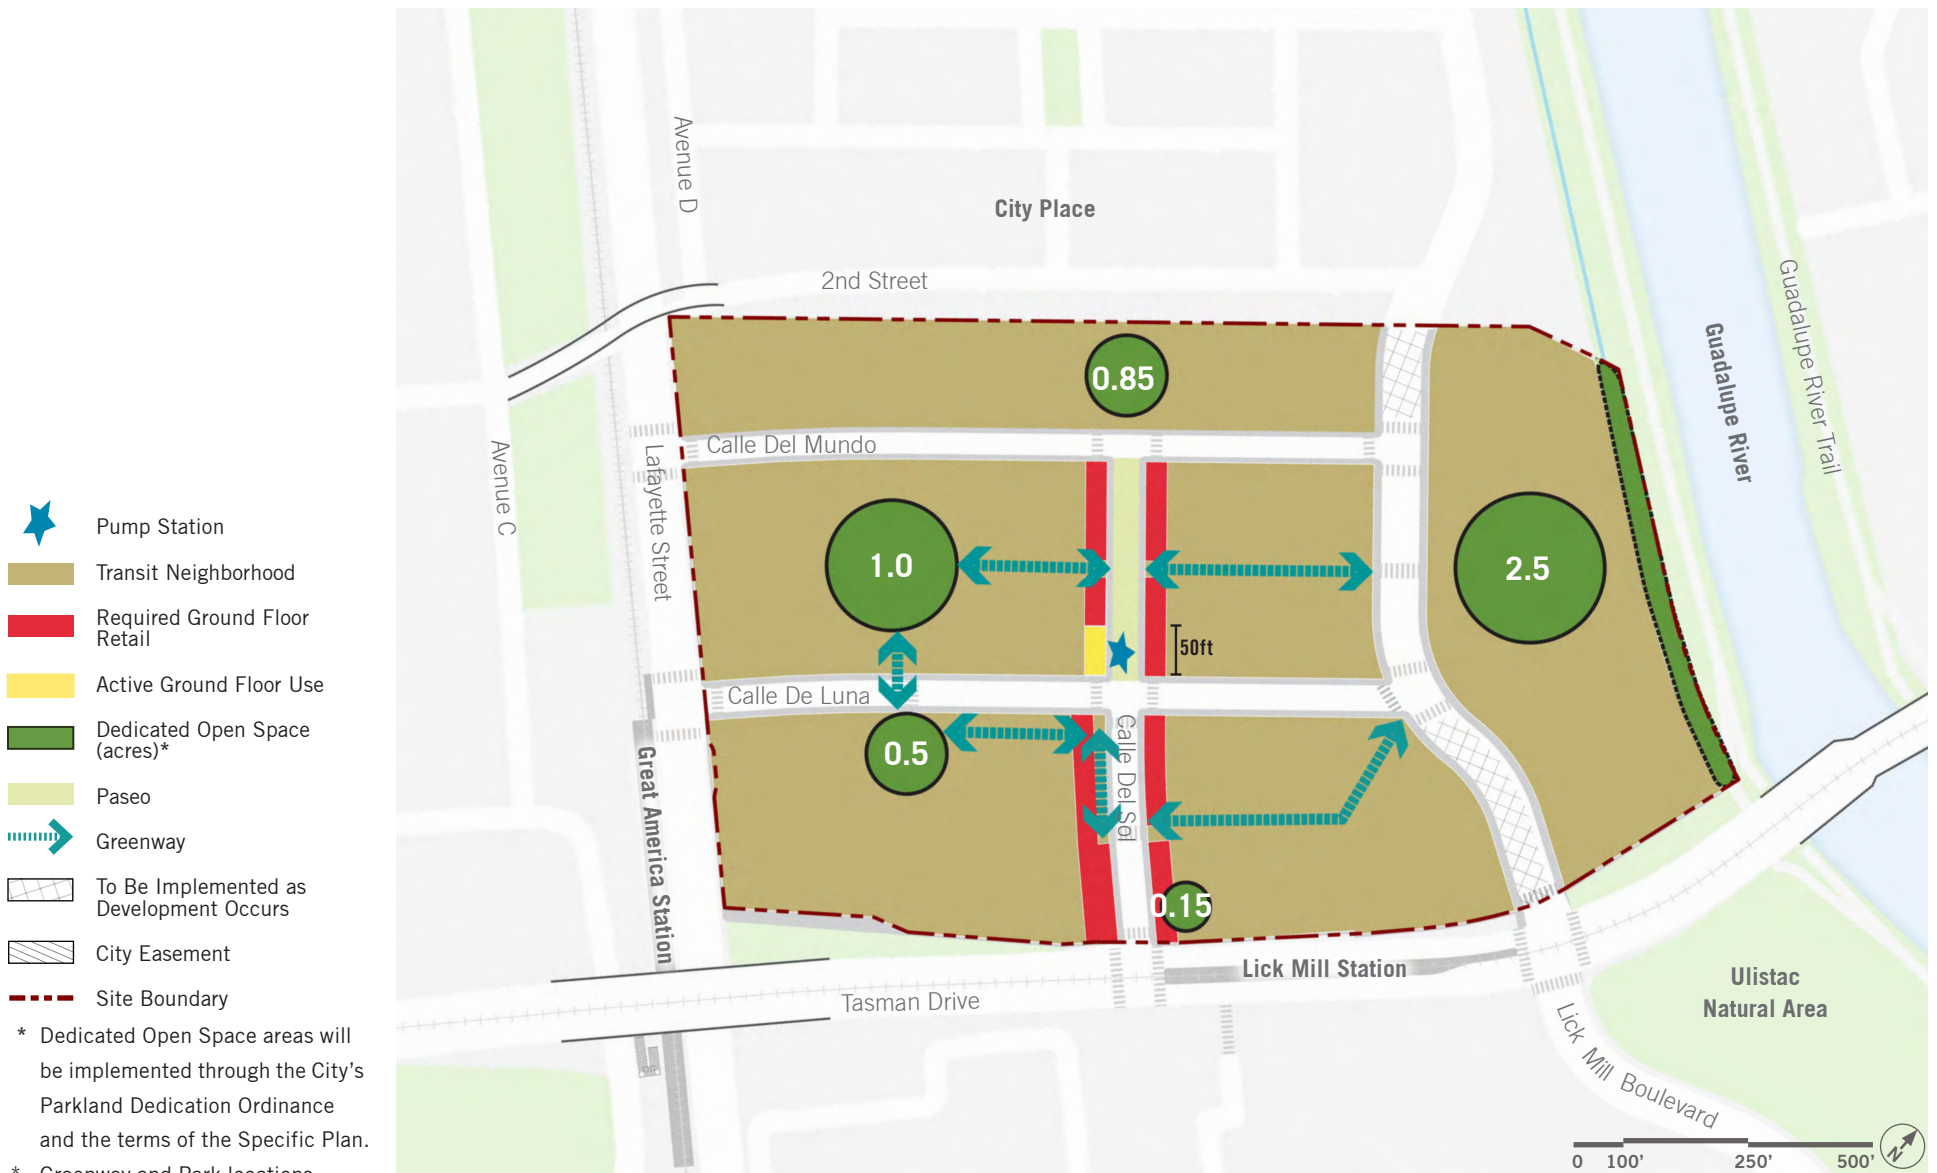 Pump Station
Transit Neighborhood
Required Ground Floor
Retail
Active Ground Floor Use
Dedicated Open Space
(acres)*
Paseo
Greenway
To Be Implemented as
Development Occurs
City Easement
Site Boundary
* Dedicated Open Space areas will
be implemented through the City's
Parkland Dedication Ordinance
and the terms of the Specific Plan.
* Greenway and Park locations
Avenue D
City Place
2nd Street
Guadalupe River Trail
Guadalupe River
0.85
Calle Del Mundo
Avenue C
Lafayette Street
1.0
2.5
50ft
Calle De Luna
0.5
Calle Del Sol
Great America Station
0.15
Lick Mill Station
Tasman Drive
Ulistac
Natural Area
Lick Mill Boulevard
0 100' 250' 500'
N